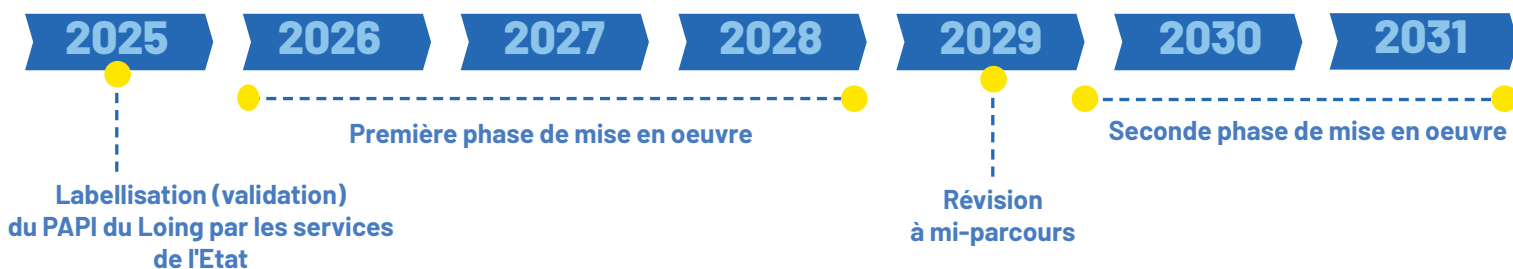 2025 2026 2027 2028 2029 2030 2031
Première phase de mise en oeuvre
Seconde phase de mise en oeuvre
Labellisation (validation)
du PAPI du Loing par les services
de l'Etat
Révision
à mi-parcours